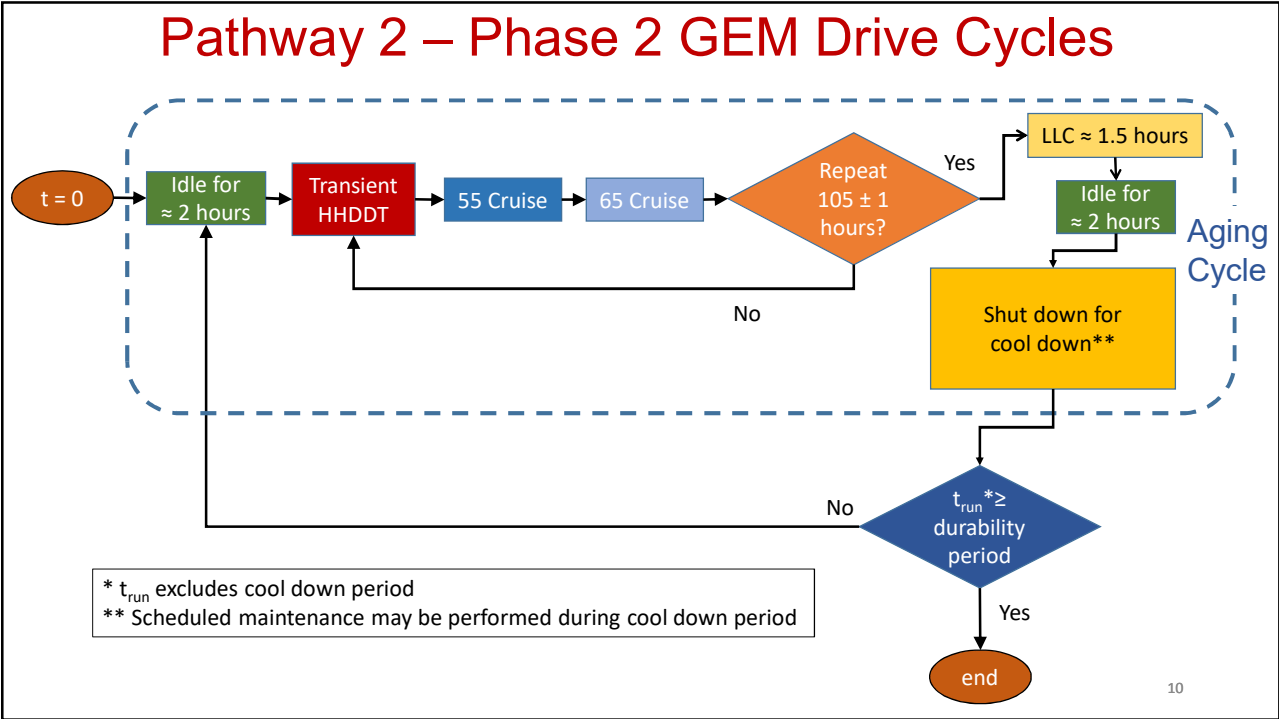 Pathway 2 – Phase 2 GEM Drive Cycles
t = 0
Idle for
≈ 2 hours
Transient
HHDDT
55 Cruise
65 Cruise
Repeat
105 ± 1
hours?
Yes
No
LLC ≈ 1.5 hours
Idle for
≈ 2 hours
Aging
Cycle
Shut down for
cool down**
No
trun*≥
durability
period
Yes
end
* trun excludes cool down period
** Scheduled maintenance may be performed during cool down period
10